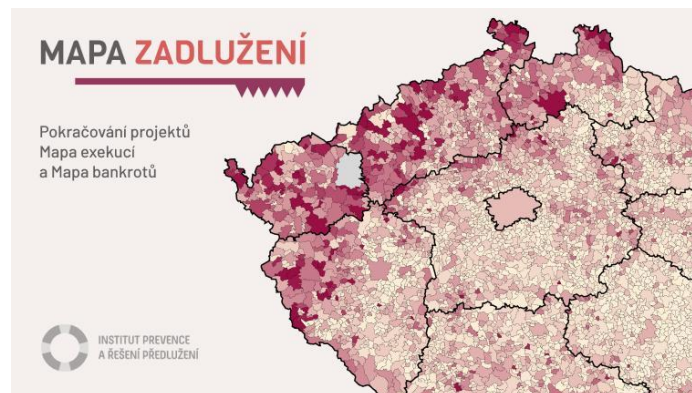 MAPA ZADLUŽENÍ
Pokračování projektů
Mapa exekucí
a Mapa bankrotů
INSTITUT PREVENCE
A ŘEŠENÍ PŘEDLUŽENÍ